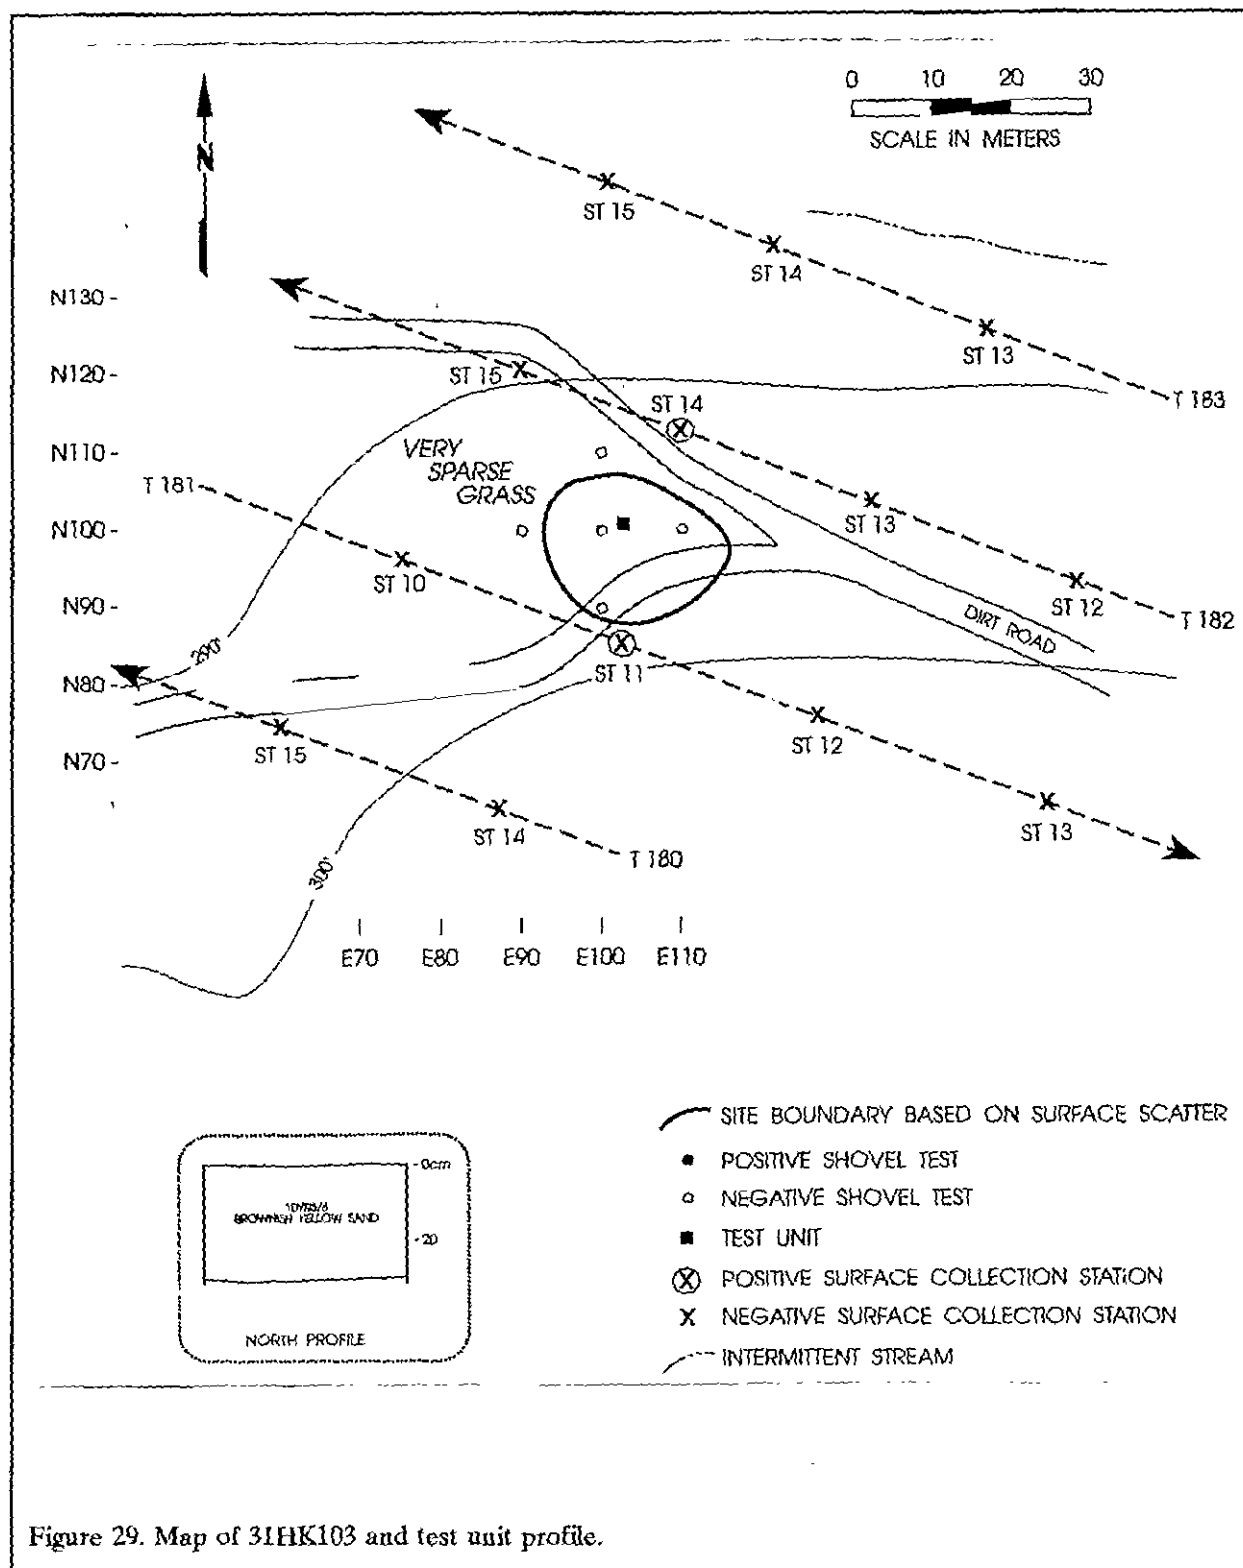 0 10 20 30
SCALE IN METERS
N
ST 15
ST 14
ST 13
T 183
N130 -
N120 -
N110 -
N100 -
N90 -
N80 -
N70 -
ST 15
ST 14
ST 13
ST 12
T 182
VERY
SPARSE
GRASS
T 181
ST 10
ST 11
ST 12
ST 13
DIRT ROAD
290'
ST 15
ST 14
T 180
300'
E70 E80 E90 E100 E110
SITE BOUNDARY BASED ON SURFACE SCATTER
POSITIVE SHOVEL TEST
NEGATIVE SHOVEL TEST
TEST UNIT
POSITIVE SURFACE COLLECTION STATION
NEGATIVE SURFACE COLLECTION STATION
INTERMITTENT STREAM
-0cm
BROWNISH YELLOW SAND
-20
NORTH PROFILE
Figure 29. Map of 31HK103 and test unit profile.